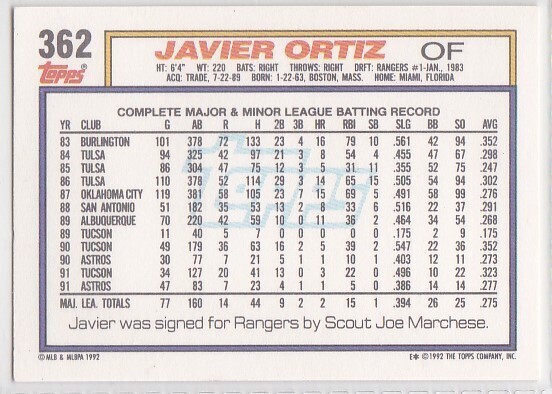 362 JAVIER ORTIZ OF
Topps® HT: 6'4" WT: 220 BATS: RIGHT THROWS: RIGHT DRFT: RANGERS #1-JAN., 1983
ACQ: TRADE, 7-22-89 BORN: 1-22-63, BOSTON, MASS. HOME: MIAMI, FLORIDA
COMPLETE MAJOR & MINOR LEAGUE BATTING RECORD
YR CLUB G AB R H 2B 3B HR RBI SB SLG BB SO AVG
83 BURLINGTON 101 378 72 133 23 4 16 79 10 .561 42 94 .352
84 TULSA 94 325 42 97 21 3 8 54 4 .455 47 67 .298
85 TULSA 86 304 47 75 5 31 11 .355 52 75 .247
86 TULSA 110 378 52 114 29 3 14 65 15 .505 54 94 .302
87 OKLAHOMA CITY 119 381 58 105 23 7 15 69 5 .491 58 99 .276
88 SAN ANTONIO 51 182 53 13 2 8 6 .516 22 37 .291
89 ALBUQUERQUE 70 220 42 59 10 0 11 36 2 .464 34 54 .268
89 TUCSON 11 40 5 7 0 0 0 0 .175 2 9 .175
90 TUCSON 49 179 36 63 16 2 5 39 2 .547 22 36 .352
90 ASTROS 30 77 7 21 5 1 1 10 1 .403 12 11 .273
91 TUCSON 34 127 20 41 13 0 3 22 0 .496 10 22 .323
91 ASTROS 47 83 7 23 4 1 1 5 0 .386 14 14 .277
MAJ. LEA. TOTALS 77 160 14 44 9 2 2 15 1 .394 26 25 .275
Javier was signed for Rangers by Scout Joe Marchese.
© MLB & MLBPA 1992 E✻ © 1992 THE TOPPS COMPANY, INC.